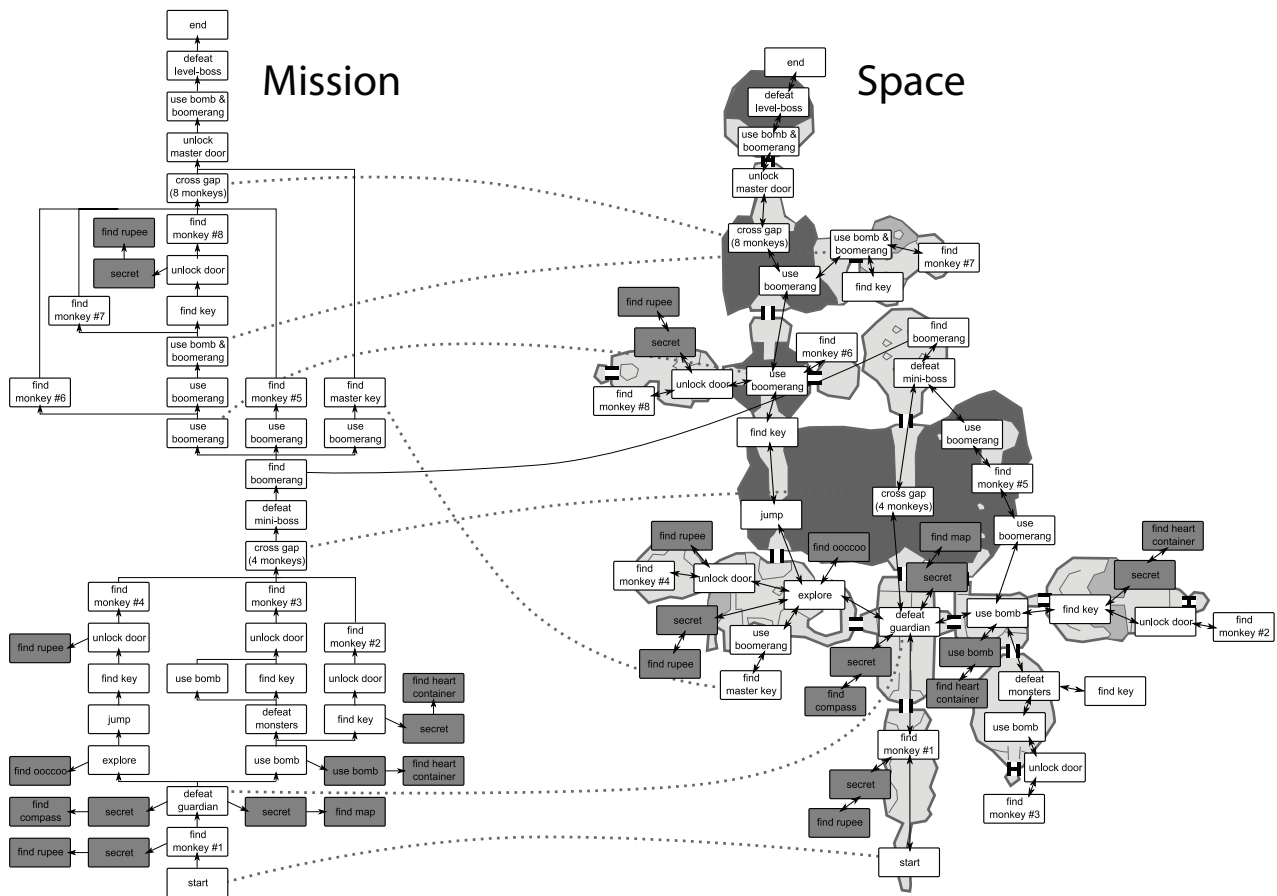 Mission
end
defeat
level-boss
use bomb &
boomerang
unlock
master door
cross gap
(8 monkeys)
find rupee
find
monkey #8
secret
unlock door
find
monkey #7
find key
use bomb &
boomerang
find
monkey #6
use
boomerang
find
monkey #5
find
master key
use
boomerang
use
boomerang
use
boomerang
find
boomerang
defeat
mini-boss
cross gap
(4 monkeys)
find
monkey #4
find
monkey #3
find rupee
unlock door
unlock door
find
monkey #2
find key
use bomb
find key
unlock door
find heart
container
jump
defeat
monsters
find key
secret
find ooccoo
explore
use bomb
use bomb
find heart
container
find
compass
secret
defeat
guardian
secret
find map
find rupee
secret
find
monkey #1
start
Space
end
defeat
level-boss
use bomb &
boomerang
unlock
master door
cross gap
(8 monkeys)
use bomb &
boomerang
find
monkey #7
use
boomerang
find key
find rupee
secret
find
monkey #6
find
boomerang
unlock door
use
boomerang
defeat
mini-boss
find
monkey #8
find key
use
boomerang
find
monkey #5
cross gap
(4 monkeys)
jump
use
boomerang
find rupee
find ooccoo
find map
find heart
container
find
monkey #4
unlock door
explore
secret
secret
secret
defeat
guardian
use bomb
find key
unlock door
find
monkey #2
use
boomerang
find rupee
secret
use bomb
find
master key
find
compass
find heart
container
defeat
monsters
find key
use bomb
find
monkey #1
unlock door
secret
find
monkey #3
find rupee
start